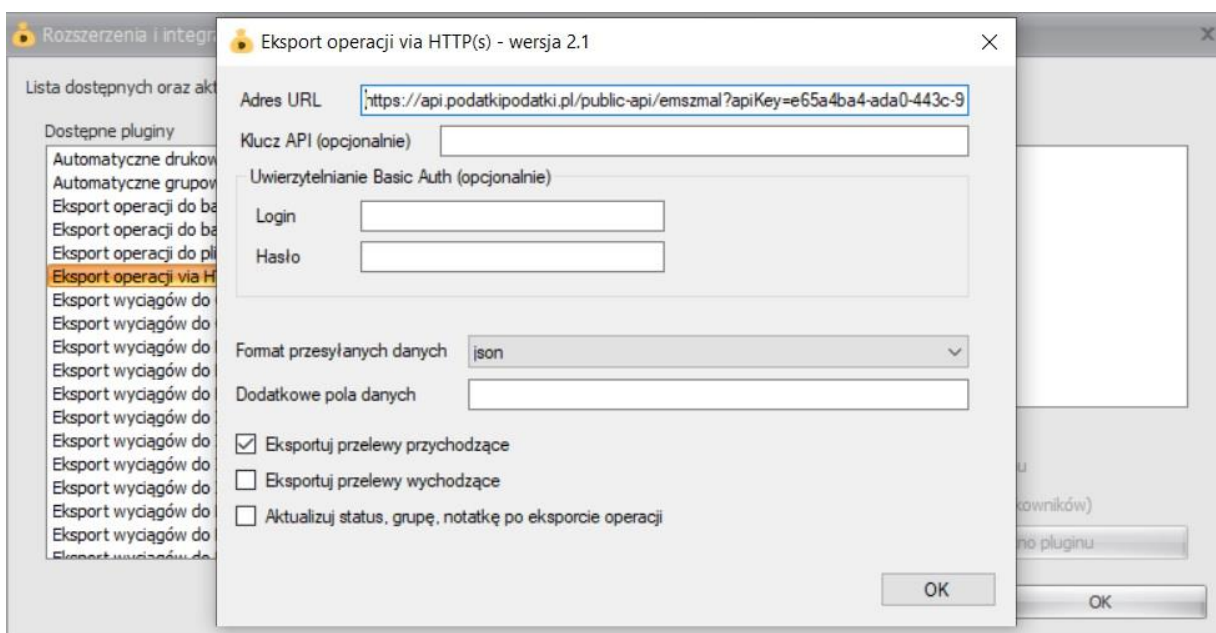 Rozszerzenia i integr
Eksport operacji via HTTP(s) - wersja 2.1
Lista dostępnych oraz akt
Adres URL https://api.podatkipodatki.pl/public-api/emszmal?apiKey=e65a4ba4-ada0-443c-9
Dostępne pluginy
Klucz API (opcjonalnie)
Automatyczne drukow
Automatyczne grupow
Eksport operacji do ba
Eksport operacji do ba
Eksport operacji do pli
Eksport operacji via H
Eksport wyciągów do
Eksport wyciągów do
Eksport wyciągów do
Eksport wyciągów do
Eksport wyciągów do
Eksport wyciągów do
Eksport wyciągów do
Eksport wyciągów do
Eksport wyciągów do
Eksport wyciągów do
Eksport wyciągów do
Eksport wyciągów do
Uwierzytelnianie Basic Auth (opcjonalnie)
Login
Hasło
Format przesyłanych danych json
Dodatkowe pola danych
Eksportuj przelewy przychodzące
Eksportuj przelewy wychodzące
Aktualizuj status, grupę, notatkę po eksporcie operacji
OK
u
kowników)
no pluginu
OK